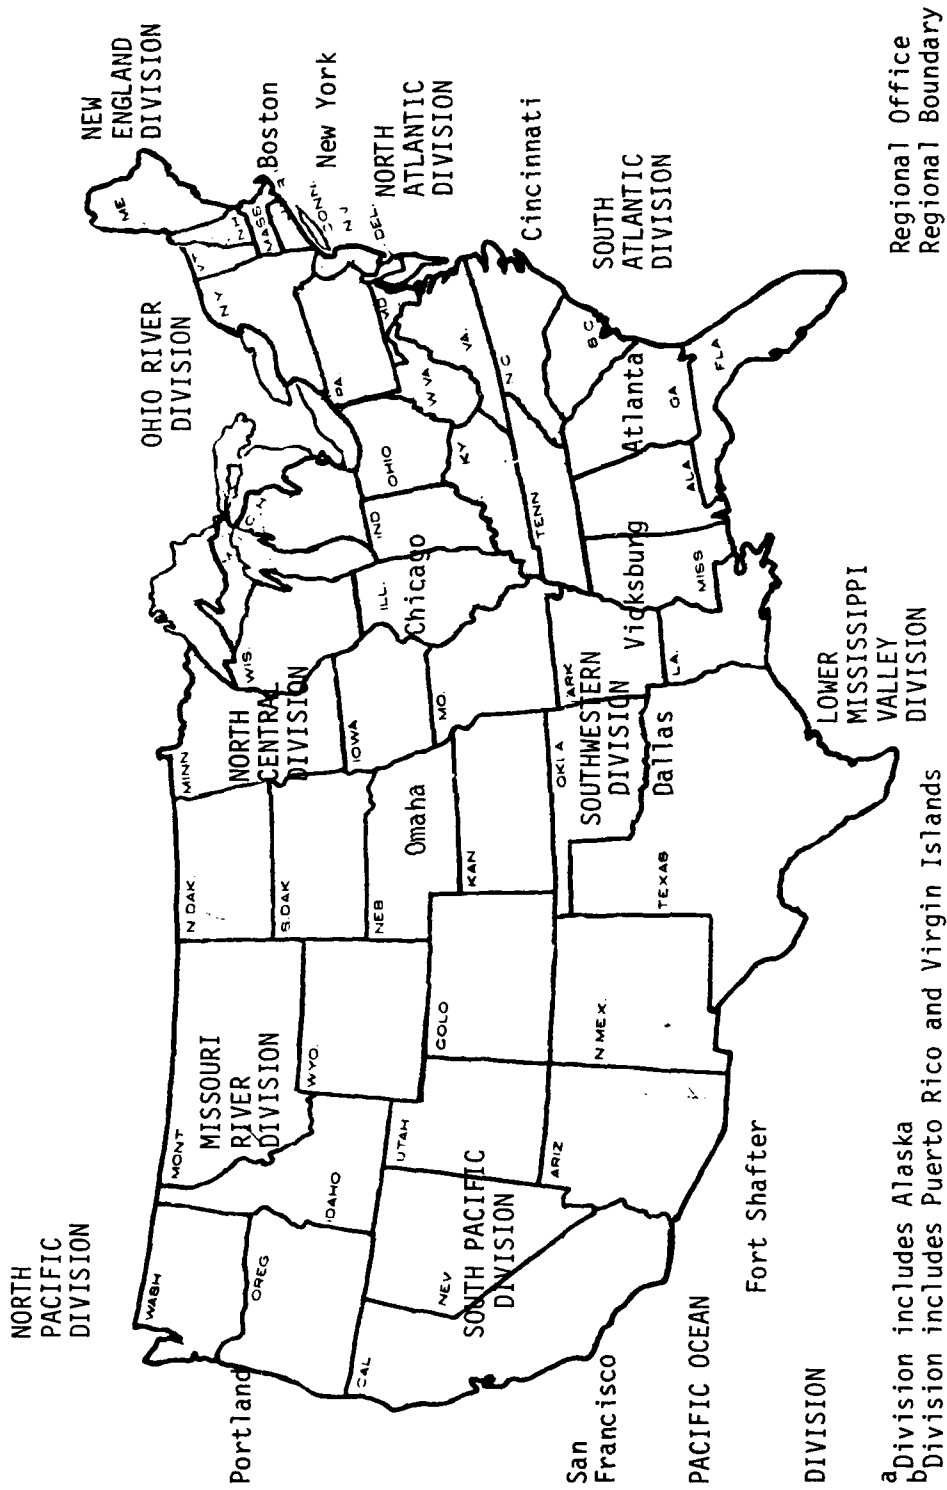 NORTH
PACIFIC
DIVISION
NEW
ENGLAND
DIVISION
OHIO RIVER
DIVISION
Boston
New York
NORTH
ATLANTIC
DIVISION
Portland
WASH
MONT
N DAK.
MINN
ME.
VT
N Y
MASS.
CONN.
N J
DEL.
OREG
IDAHO
MISSOURI
RIVER
DIVISION
WYO.
S.DAK
NORTH
CENTRAL
DIVISION
WIS.
PA.
MD
CAL
NEV
UTAH
COLO
NEB
Omaha
IOWA
ILL.
Chicago
IND
OHIO
W VA
VA.
KY
Cincinnati
SOUTH PACIFIC
DIVISION
ARIZ
N MEX.
KAN
MO.
OKLA
ARK
TENN
N C
S C
SOUTH
ATLANTIC
DIVISION
SOUTHWESTERN
DIVISION
Dallas
TEXAS
Vicksburg
LA.
MISS
ALA
Atlanta
GA
FLA
San
Francisco
PACIFIC OCEAN
DIVISION
Fort Shafter
LOWER
MISSISSIPPI
VALLEY
DIVISION
Regional Office
Regional Boundary
a Division includes Alaska
b Division includes Puerto Rico and Virgin Islands